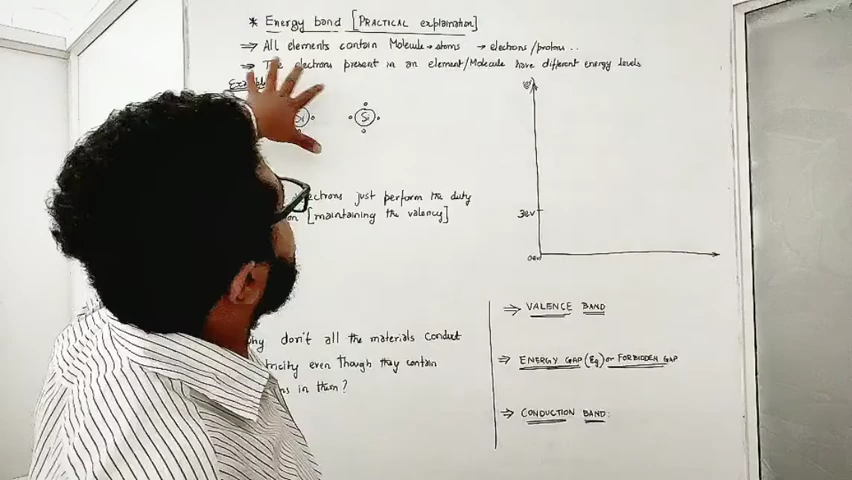 * Energy band [PRACTICAL explaination]
⇒ All elements contain Molecule → atoms → electrons/protons..
⇒ The electrons present in an element/Molecule have different energy levels
Si Si
electrons just perform the duty
[maintaining the valency]
3ev
0ev
don't all the materials conduct
even though they contain
in them?
⇒ VALENCE BAND
⇒ ENERGY GAP (Eg) or FORBIDDEN GAP
⇒ CONDUCTION BAND: